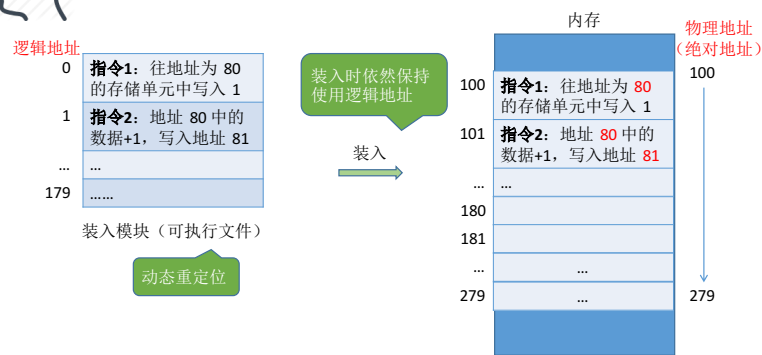 逻辑地址
0
指令1：往地址为 80
的存储单元中写入 1
1
指令2：地址 80 中的
数据+1，写入地址 81
...
...
179
......
装入模块（可执行文件）
动态重定位
装入时依然保持
使用逻辑地址
装入
内存
物理地址
（绝对地址）
100
指令1：往地址为 80
的存储单元中写入 1
100
101
指令2：地址 80 中的
数据+1，写入地址 81
...
...
180
181
...
...
279
...
279